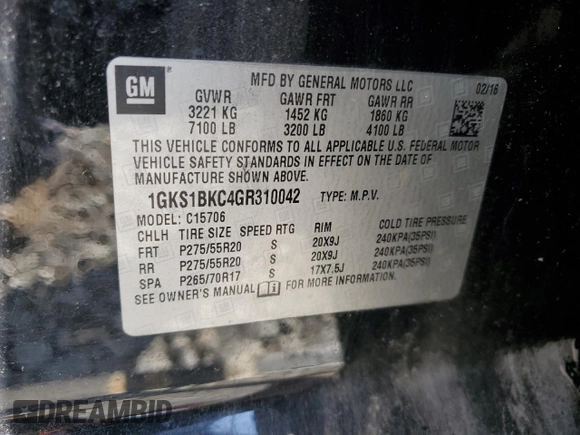 GM
MFD BY GENERAL MOTORS LLC 02/16
GVWR GAWR FRT GAWR RR
3221 KG 1452 KG 1860 KG
7100 LB 3200 LB 4100 LB
THIS VEHICLE CONFORMS TO ALL APPLICABLE U.S. FEDERAL MOTOR
VEHICLE SAFETY STANDARDS IN EFFECT ON THE DATE OF
MANUFACTURE SHOWN ABOVE.
1GKS1BKC4GR310042 TYPE: M.P.V.
MODEL: C15706
CHLH TIRE SIZE SPEED RTG RIM COLD TIRE PRESSURE
FRT P275/55R20 S 20X9J 240KPA(35PSI)
RR P275/55R20 S 20X9J 240KPA(35PSI)
SPA P265/70R17 S 17X7.5J 240KPA(35PSI)
SEE OWNER'S MANUAL FOR MORE INFORMATION.
DREAMBID